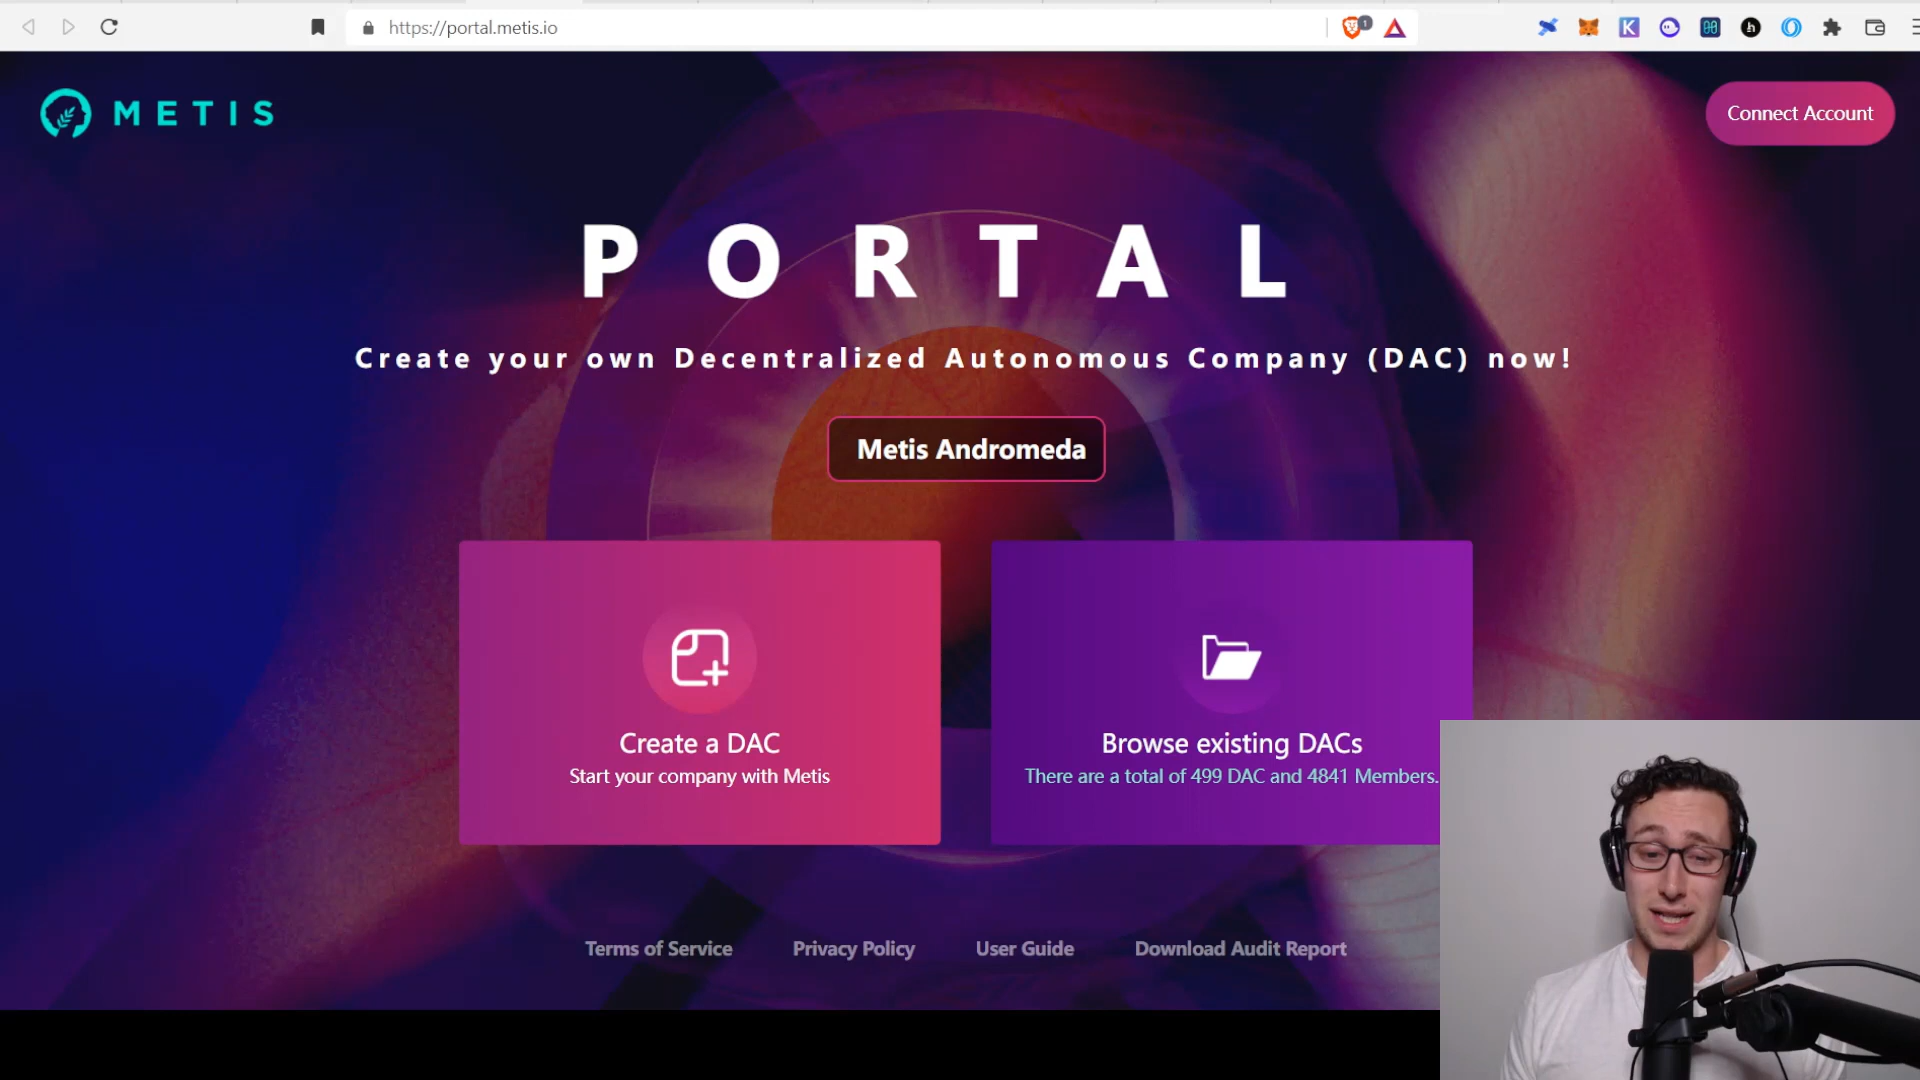 https://portal.metis.io
1
METIS
Connect Account
PORTAL
Create your own Decentralized Autonomous Company (DAC) now!
Metis Andromeda
Create a DAC
Start your company with Metis
Browse existing DACs
There are a total of 499 DAC and 4841 Members.
Terms of Service
Privacy Policy
User Guide
Download Audit Report